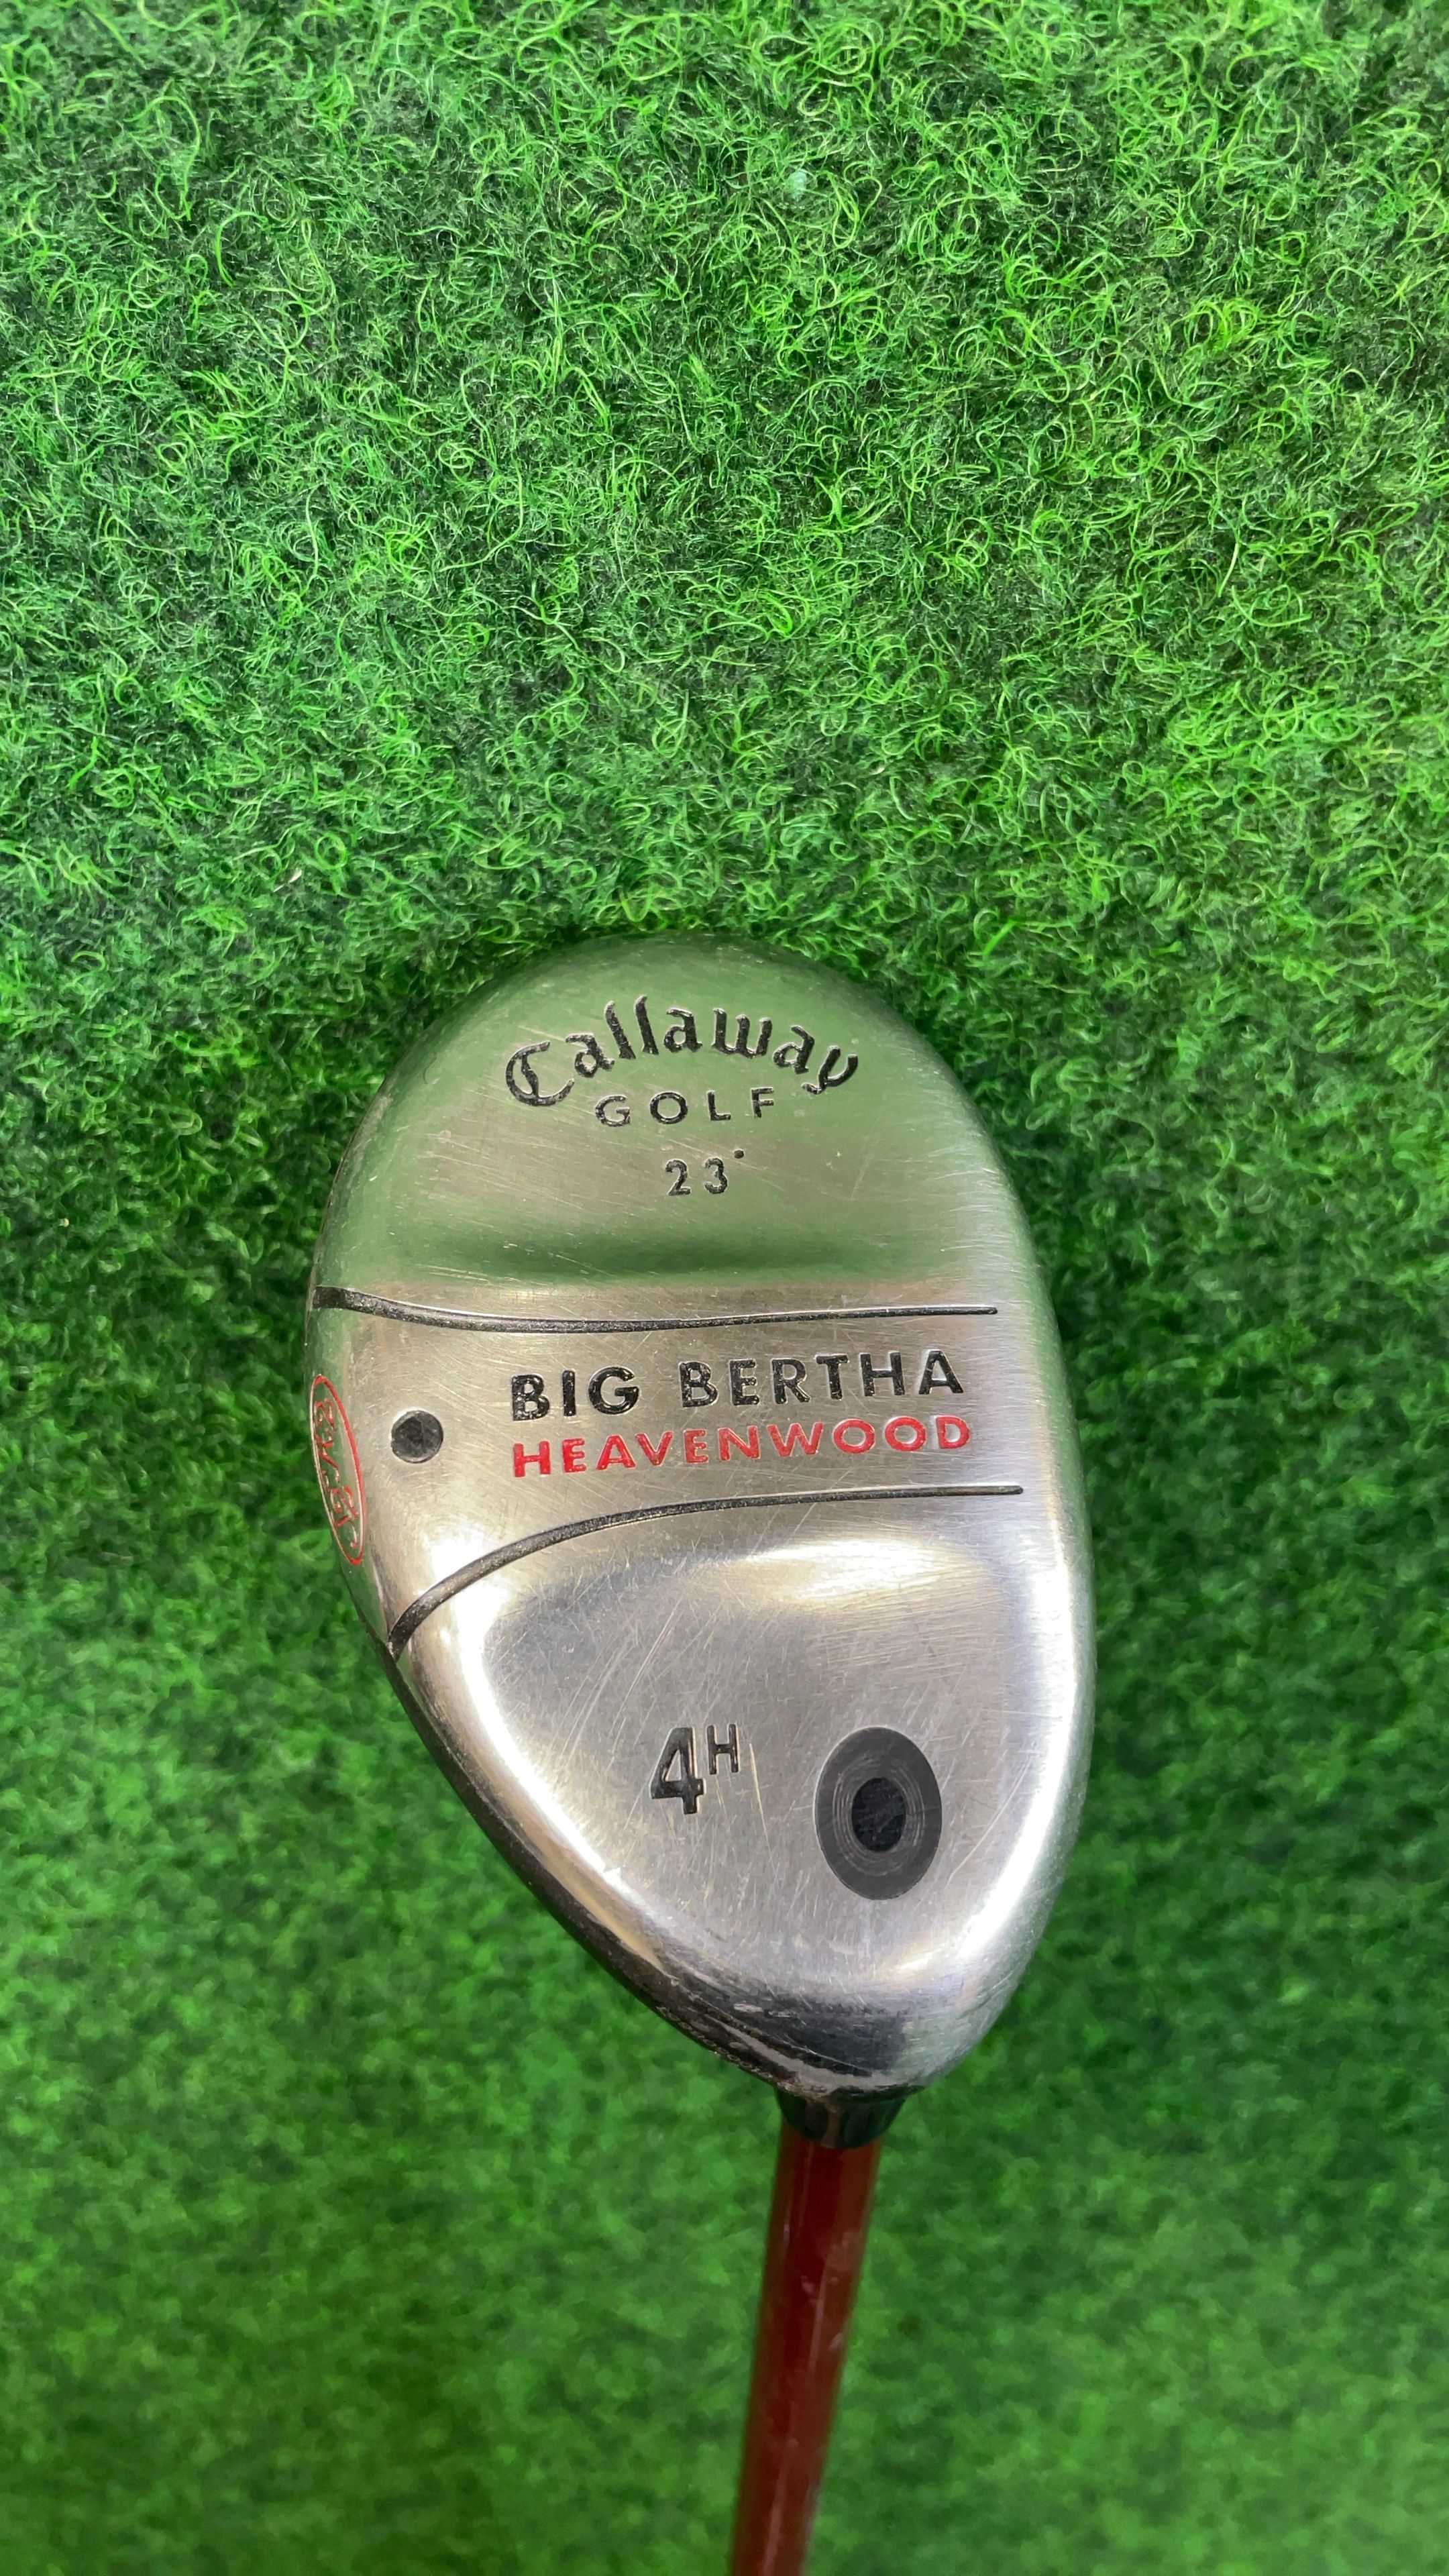 Callaway
GOLF
23°
BIG BERTHA
HEAVENWOOD
4H